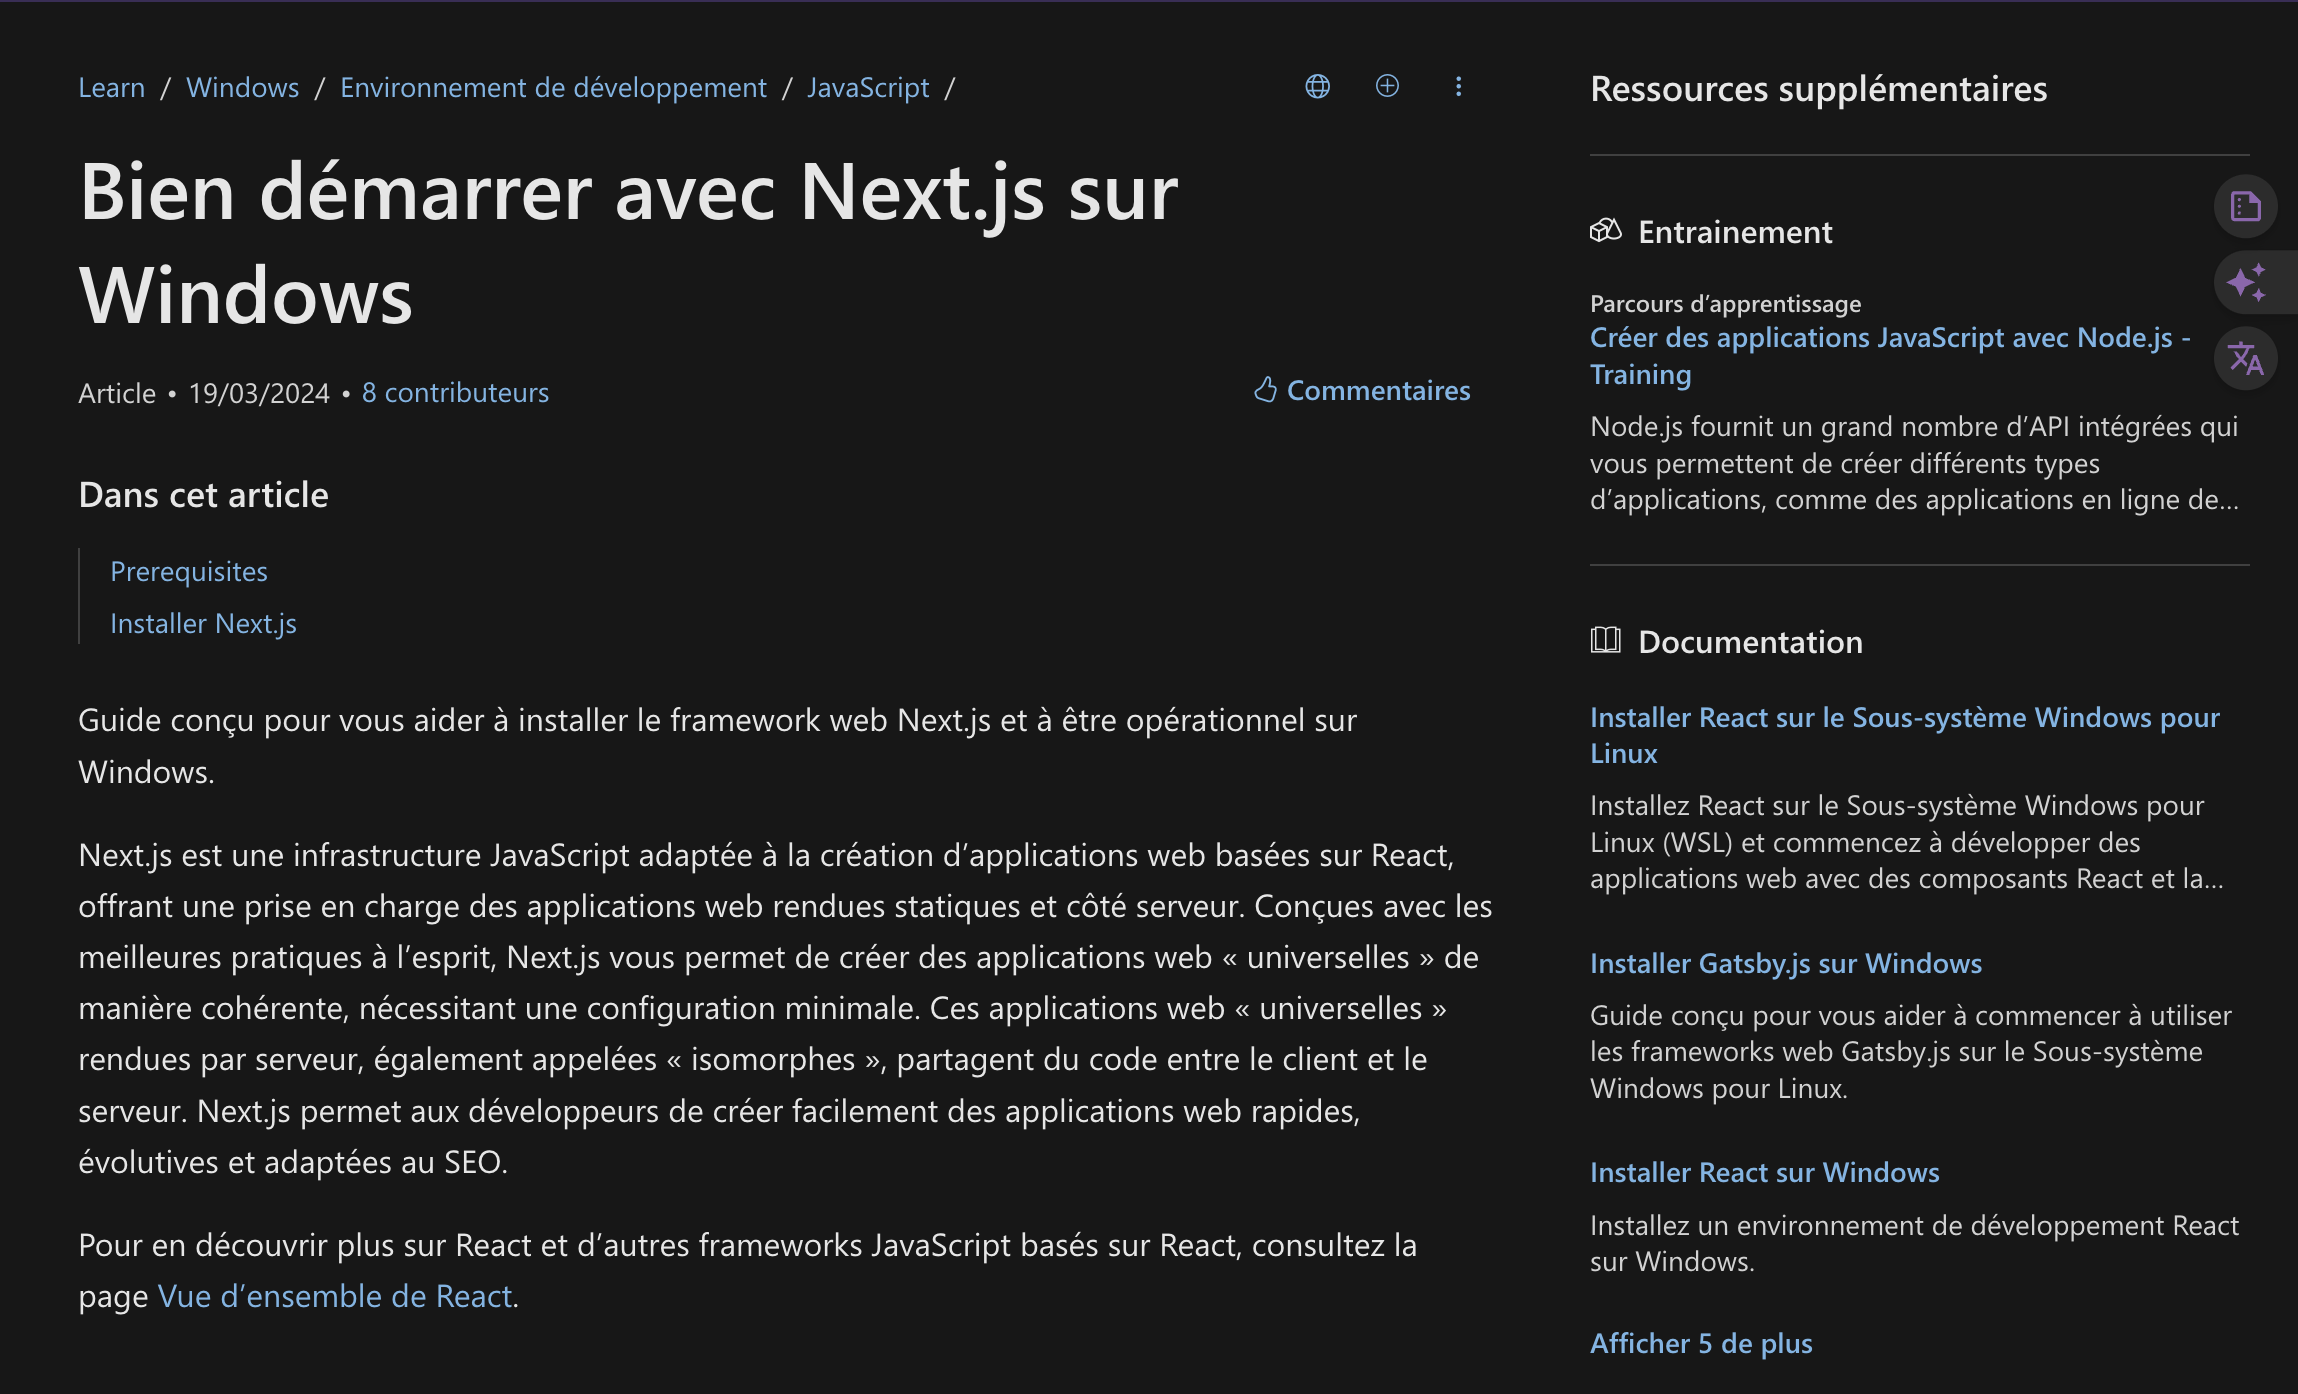 Learn / Windows / Environnement de développement / JavaScript /
Bien démarrer avec Next.js sur
Windows
Article • 19/03/2024 • 8 contributeurs
Commentaires
Dans cet article
Prerequisites
Installer Next.js
Guide conçu pour vous aider à installer le framework web Next.js et à être opérationnel sur
Windows.
Next.js est une infrastructure JavaScript adaptée à la création d’applications web basées sur React,
offrant une prise en charge des applications web rendues statiques et côté serveur. Conçues avec les
meilleures pratiques à l’esprit, Next.js vous permet de créer des applications web « universelles » de
manière cohérente, nécessitant une configuration minimale. Ces applications web « universelles »
rendues par serveur, également appelées « isomorphes », partagent du code entre le client et le
serveur. Next.js permet aux développeurs de créer facilement des applications web rapides,
évolutives et adaptées au SEO.
Pour en découvrir plus sur React et d’autres frameworks JavaScript basés sur React, consultez la
page Vue d’ensemble de React.
Ressources supplémentaires
Entrainement
Parcours d’apprentissage
Créer des applications JavaScript avec Node.js -
Training
Node.js fournit un grand nombre d’API intégrées qui
vous permettent de créer différents types
d’applications, comme des applications en ligne de...
Documentation
Installer React sur le Sous-système Windows pour
Linux
Installez React sur le Sous-système Windows pour
Linux (WSL) et commencez à développer des
applications web avec des composants React et la...
Installer Gatsby.js sur Windows
Guide conçu pour vous aider à commencer à utiliser
les frameworks web Gatsby.js sur le Sous-système
Windows pour Linux.
Installer React sur Windows
Installez un environnement de développement React
sur Windows.
Afficher 5 de plus